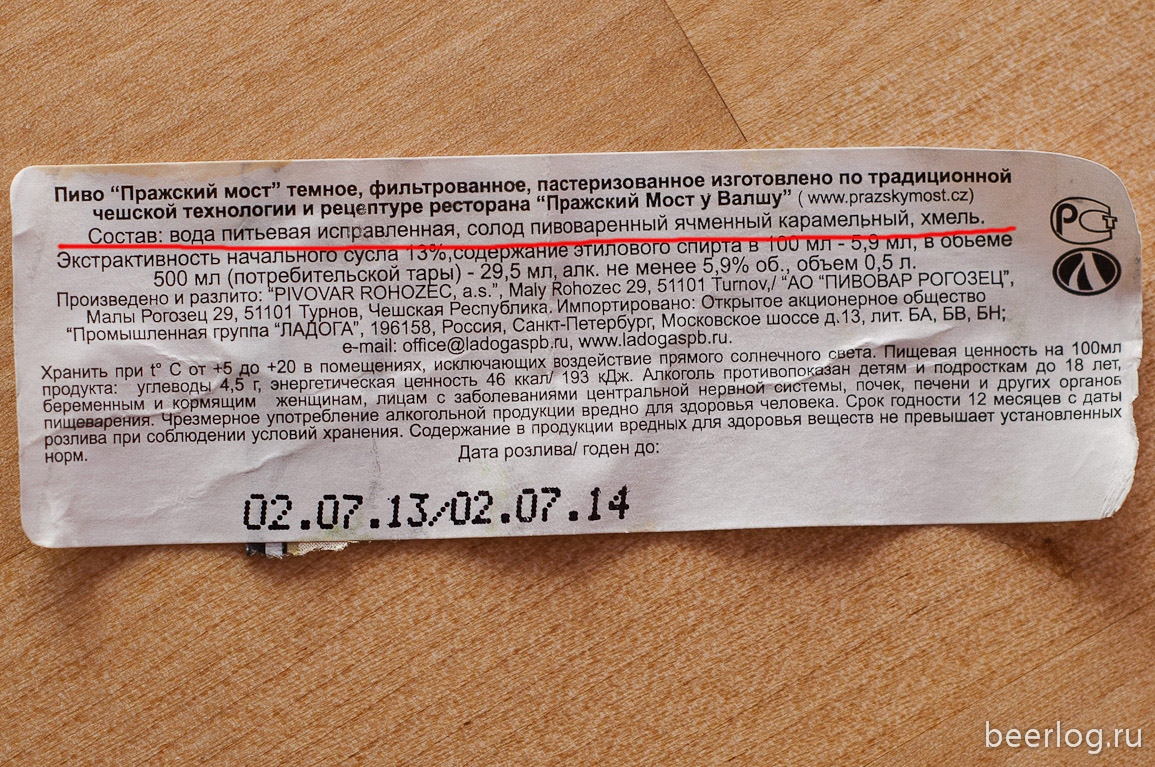 Пиво “Пражский мост” темное, фильтрованное, пастеризованное изготовлено по традиционной
чешской технологии и рецептуре ресторана “Пражский Мост у Валшу” ( www.prazskymost.cz)
Состав: вода питьевая исправленная, солод пивоваренный ячменный карамельный, хмель.
Экстрактивность начального сусла 13%,содержание этилового спирта в 100 мл - 5,9 мл, в объеме
500 мл (потребительской тары) - 29,5 мл, алк. не менее 5,9% об., объем 0,5 л.
Произведено и разлито: “PIVOVAR ROHOZEC, a.s.”, Maly Rohozec 29, 51101 Turnov,/ “АО “ПИВОВАР РОГОЗЕЦ”,
Малы Рогозец 29, 51101 Турнов, Чешская Республика. Импортировано: Открытое акционерное общество
“Промышленная группа “ЛАДОГА”, 196158, Россия, Санкт-Петербург, Московское шоссе д.13, лит. БА, БВ, БН;
e-mail: office@ladogaspb.ru, www.ladogaspb.ru.
Хранить при t° С от +5 до +20 в помещениях, исключающих воздействие прямого солнечного света. Пищевая ценность на 100мл
продукта: углеводы 4,5 г, энергетическая ценность 46 ккал/ 193 кДж. Алкоголь противопоказан детям и подросткам до 18 лет,
беременным и кормящим женщинам, лицам с заболеваниями центральной нервной системы, почек, печени и других органов
пищеварения. Чрезмерное употребление алкогольной продукции вредно для здоровья человека. Срок годности 12 месяцев с даты
розлива при соблюдении условий хранения. Содержание в продукции вредных для здоровья веществ не превышает установленных
норм.
Дата розлива/ годен до:
02.07.13/02.07.14
РСТ
beerlog.ru